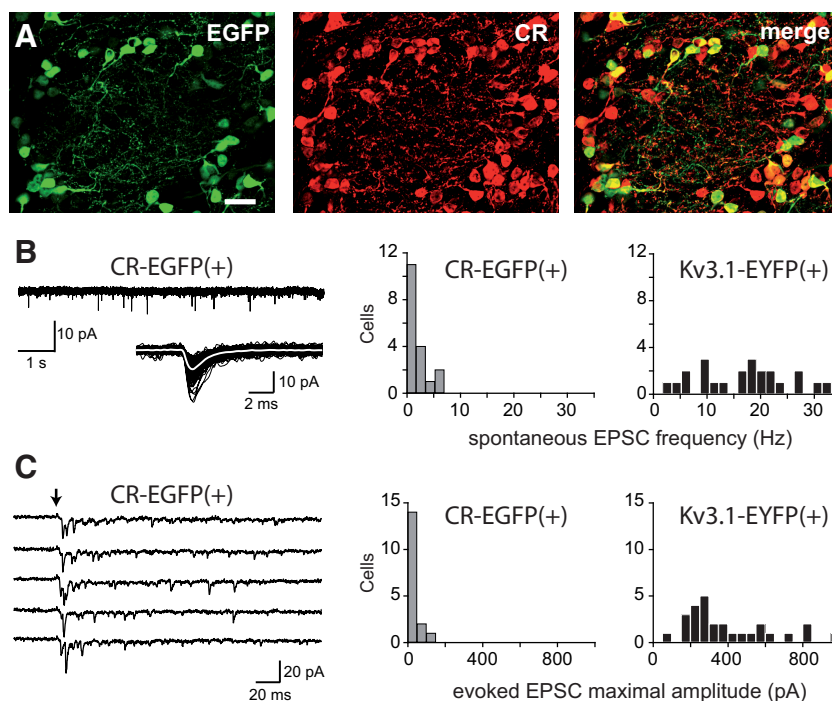 A
EGFP
CR
merge
B
CR-EGFP(+)
10 pA
1 s
10 pA
2 ms
CR-EGFP(+)
Cells
12
8
4
0
0 10 20 30
Kv3.1-EYFP(+)
12
8
4
0
0 10 20 30
spontaneous EPSC frequency (Hz)
C
CR-EGFP(+)
20 pA
20 ms
CR-EGFP(+)
Cells
15
10
5
0
0 400 800
Kv3.1-EYFP(+)
15
10
5
0
0 400 800
evoked EPSC maximal amplitude (pA)